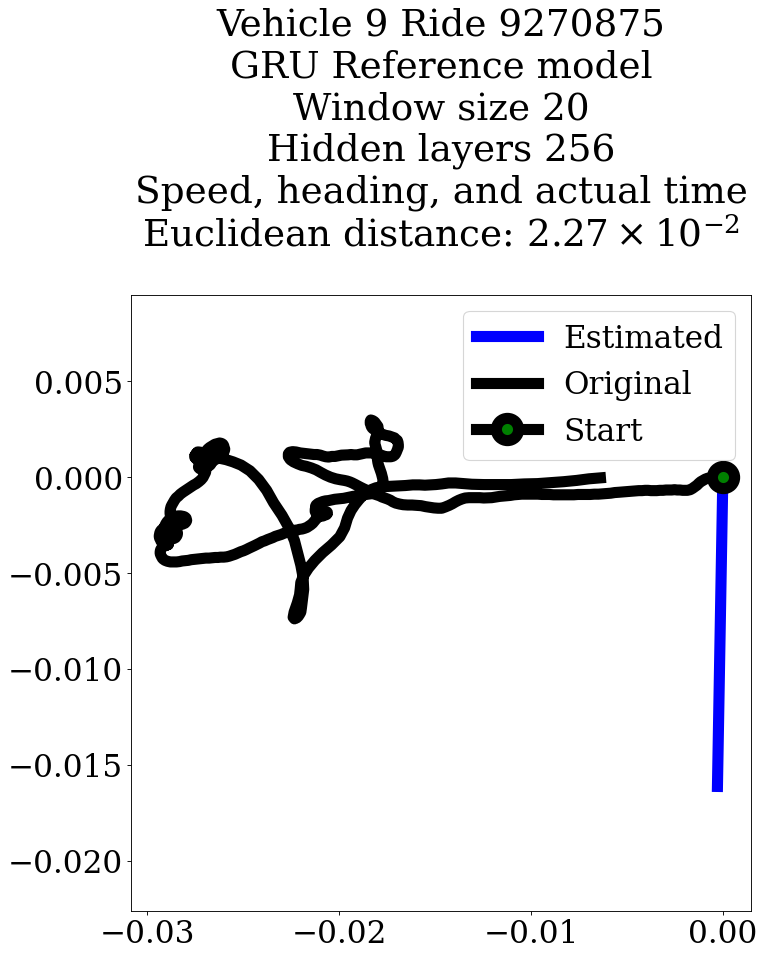 Vehicle 9 Ride 9270875
GRU Reference model
Window size 20
Hidden layers 256
Speed, heading, and actual time
Euclidean distance: 2.27 × 10⁻²
Estimated
Original
Start
0.005
0.000
−0.005
−0.010
−0.015
−0.020
−0.03
−0.02
−0.01
0.00